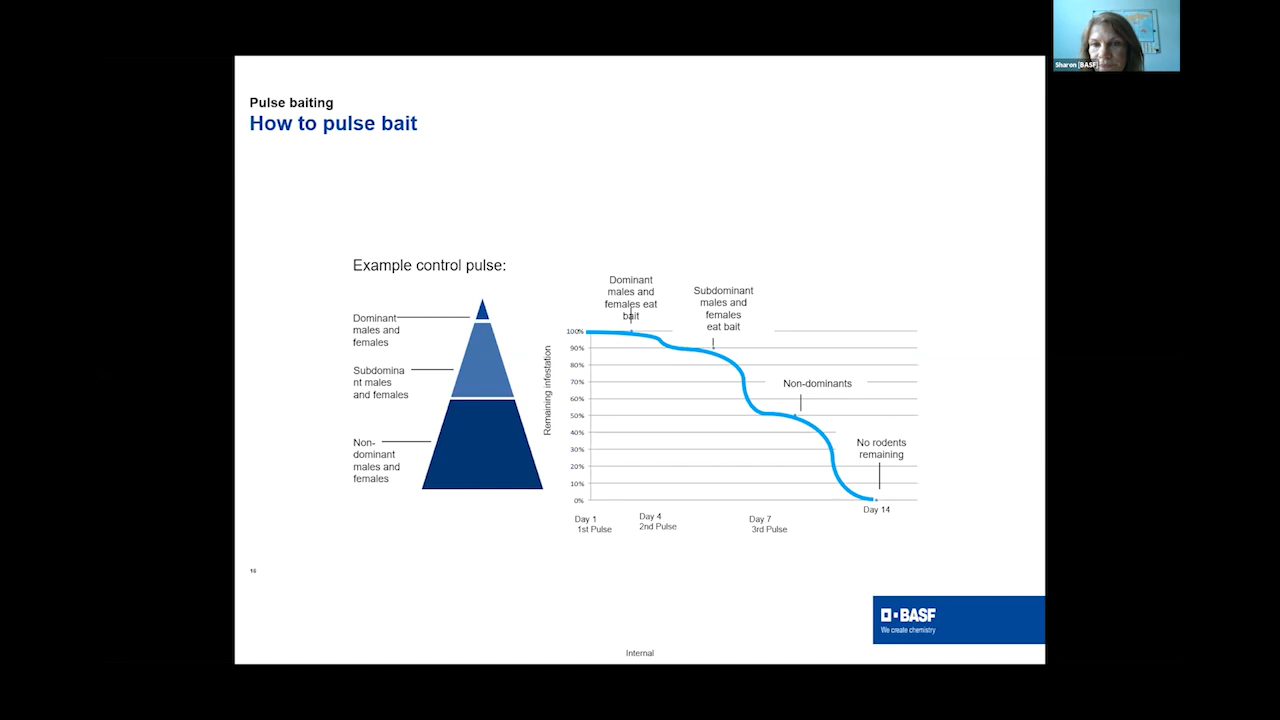 Sharon [BASF]
Pulse baiting
How to pulse bait
Example control pulse:
Dominant
males and
females
Subdomina
nt males
and females
Non-
dominant
males and
females
Remaining infestation
100%
90%
80%
70%
60%
50%
40%
30%
20%
10%
0%
Dominant
males and
females eat
bait
Subdominant
males and
females
eat bait
Non-dominants
No rodents
remaining
Day 1
1st Pulse
Day 4
2nd Pulse
Day 7
3rd Pulse
Day 14
16
BASF
We create chemistry
Internal